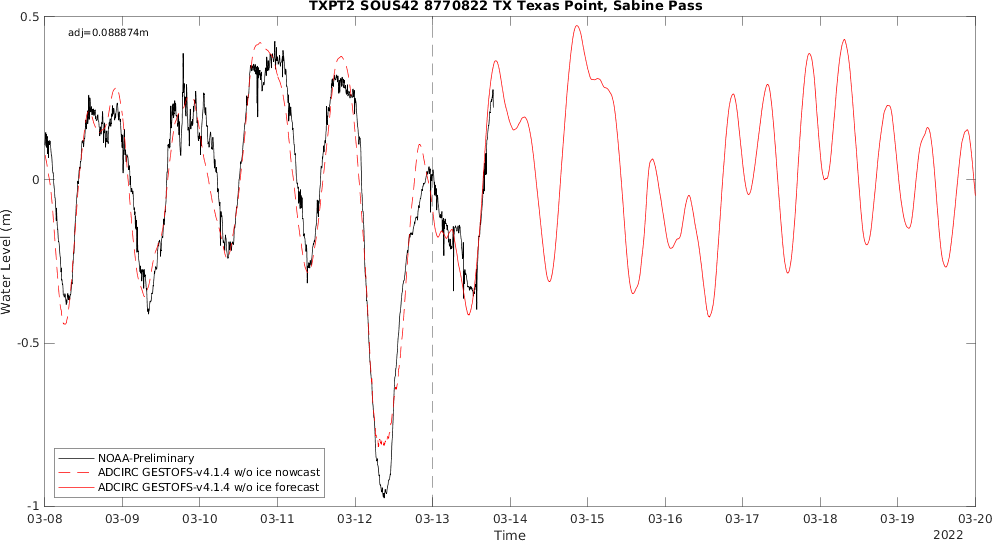 TXPT2 SOUS42 8770822 TX Texas Point, Sabine Pass
adj=0.088874m
0.5
0
-0.5
-1
Water Level (m)
NOAA-Preliminary
ADCIRC GESTOFS-v4.1.4 w/o ice nowcast
ADCIRC GESTOFS-v4.1.4 w/o ice forecast
03-08 03-09 03-10 03-11 03-12 03-13 03-14 03-15 03-16 03-17 03-18 03-19 03-20
Time
2022